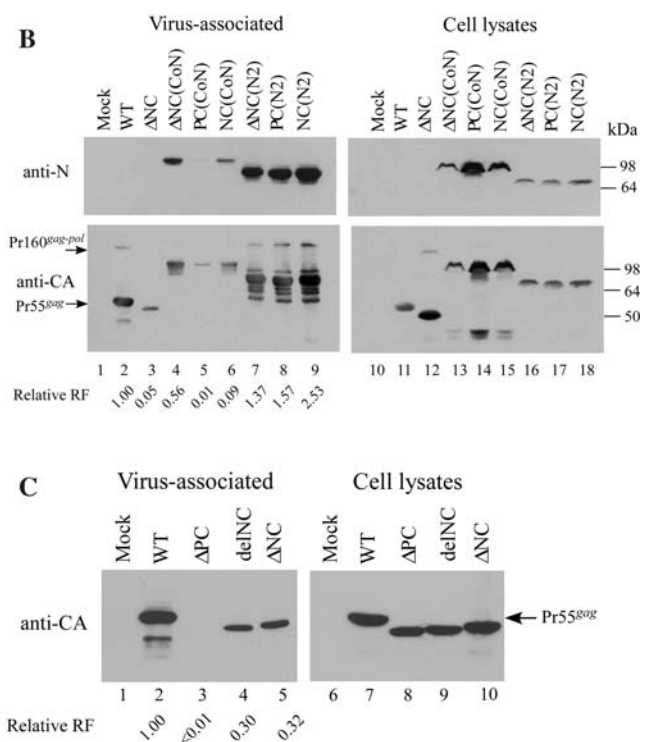 B
Virus-associated
Cell lysates
Mock
WT
ΔNC
ΔNC(CoN)
PC(CoN)
NC(CoN)
ΔNC(N2)
PC(N2)
NC(N2)
Mock
WT
ΔNC
ΔNC(CoN)
PC(CoN)
NC(CoN)
ΔNC(N2)
PC(N2)
NC(N2)
kDa
anti-N
98
64
Pr160gag-pol
anti-CA
Pr55gag
98
64
50
1 2 3 4 5 6 7 8 9 10 11 12 13 14 15 16 17 18
Relative RF 1.00 0.05 0.56 0.01 0.09 1.37 1.57 2.53
C
Virus-associated
Cell lysates
Mock
WT
ΔPC
delNC
ΔNC
Mock
WT
ΔPC
delNC
ΔNC
anti-CA
Pr55gag
1 2 3 4 5 6 7 8 9 10
Relative RF 1.00 <0.01 0.30 0.32